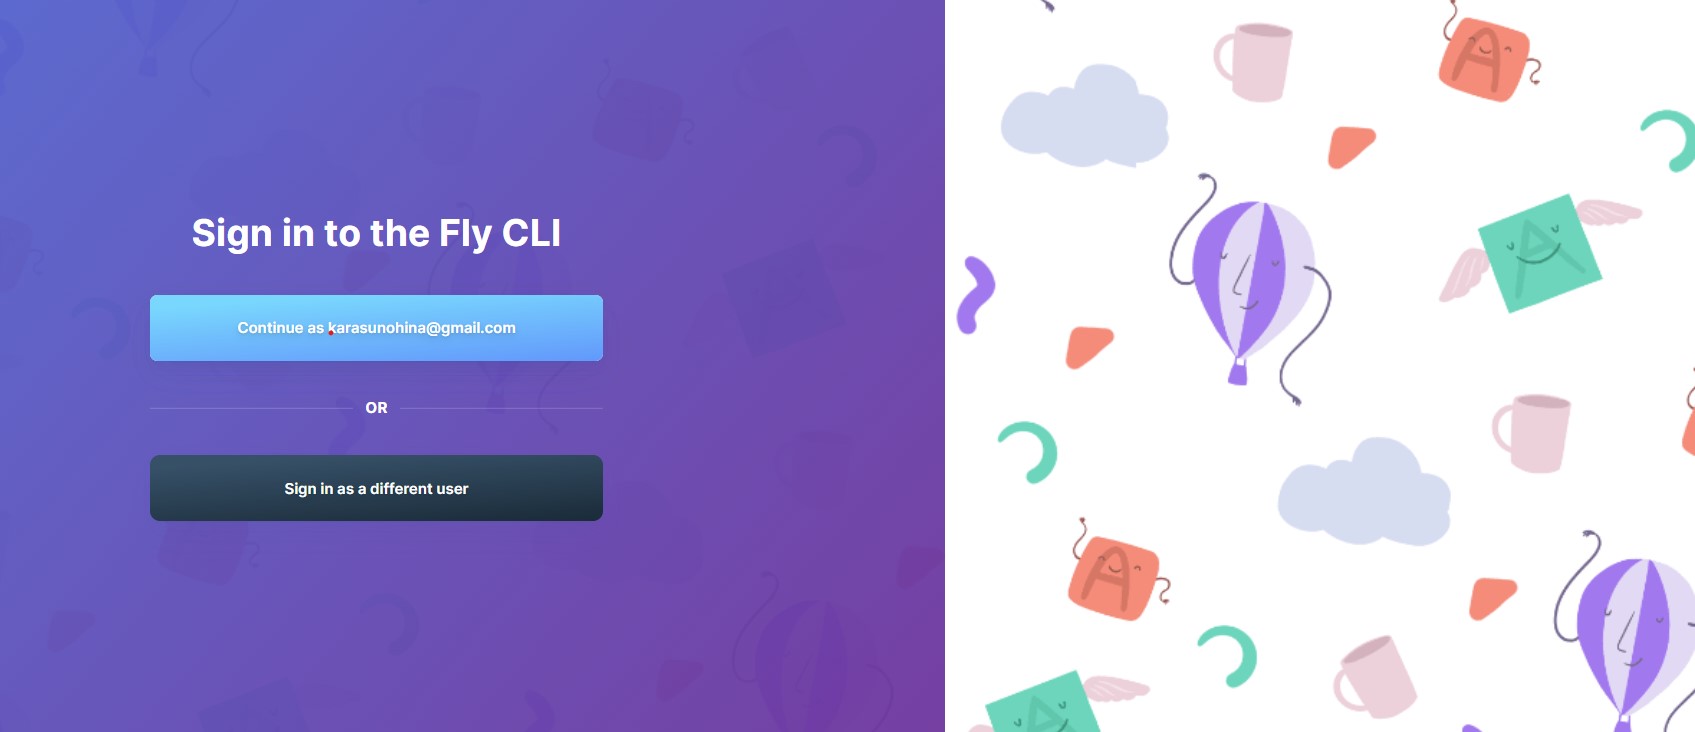 Sign in to the Fly CLI
Continue as karasunohina@gmail.com
OR
Sign in as a different user